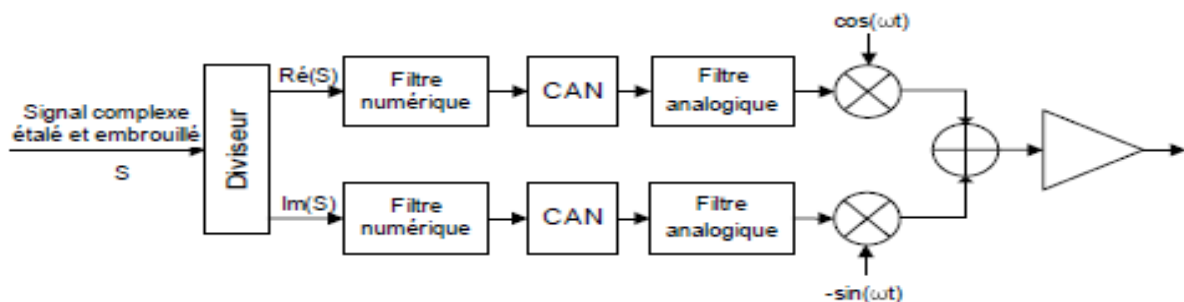 cos(ωt)
Ré(S)
Filtre
numérique
CAN
Filtre
analogique
Signal complexe
étalé et embrouillé
S
Diviseur
Im(S)
Filtre
numérique
CAN
Filtre
analogique
-sin(ωt)